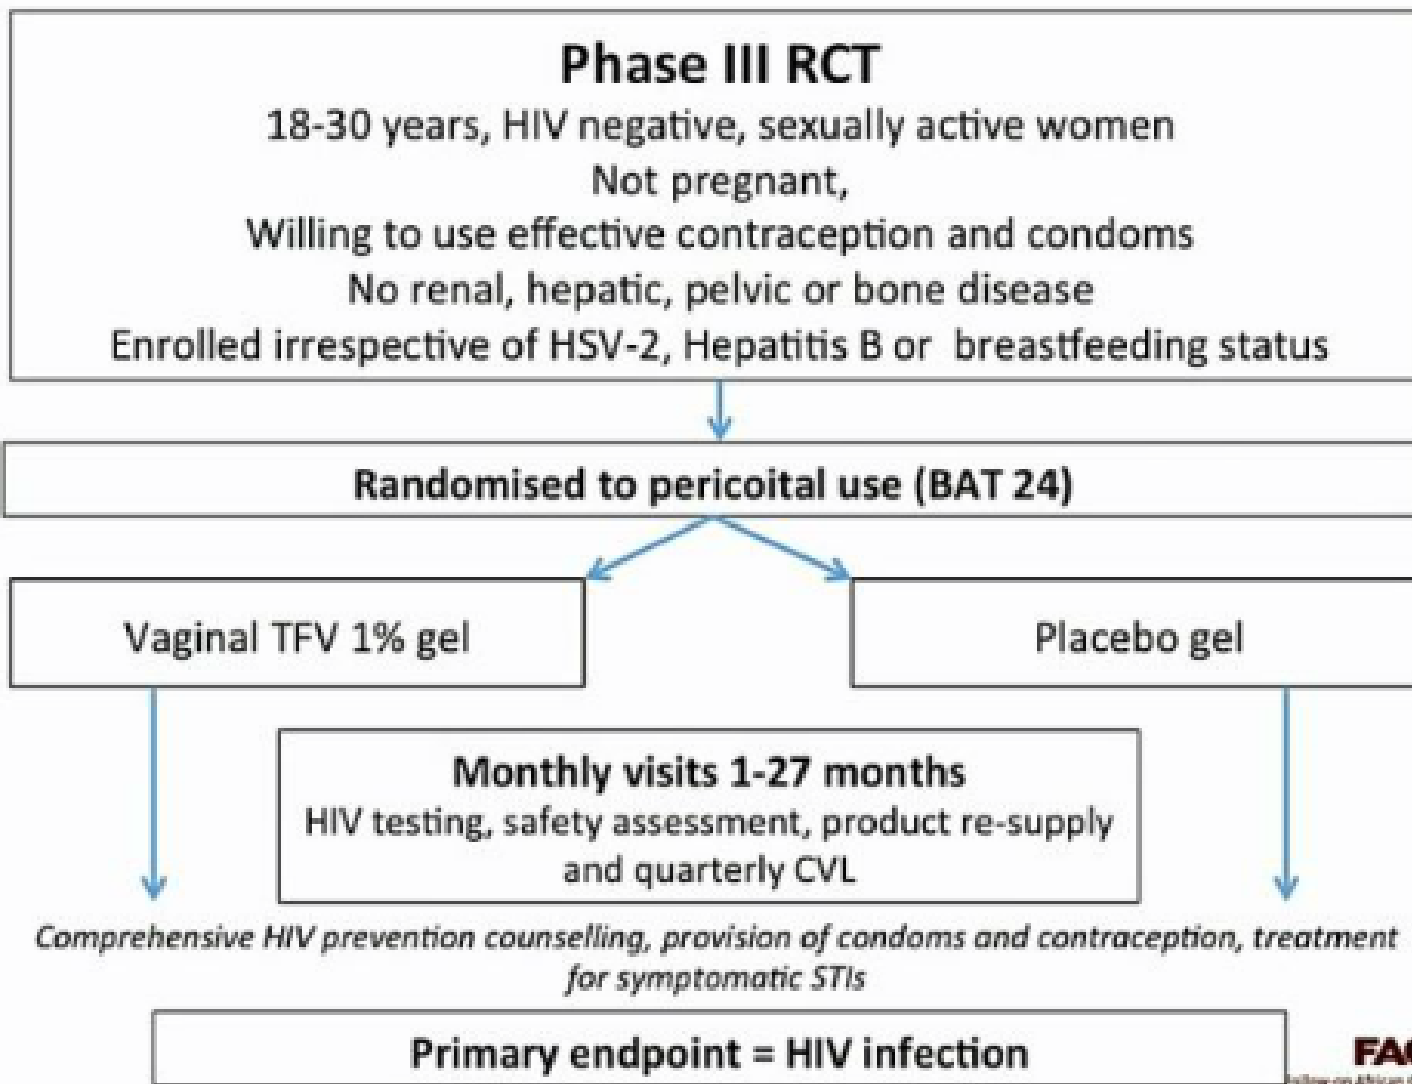 Phase III RCT
18-30 years, HIV negative, sexually active women
Not pregnant,
Willing to use effective contraception and condoms
No renal, hepatic, pelvic or bone disease
Enrolled irrespective of HSV-2, Hepatitis B or breastfeeding status
Randomised to pericoital use (BAT 24)
Vaginal TFV 1% gel
Placebo gel
Monthly visits 1-27 months
HIV testing, safety assessment, product re-supply
and quarterly CVL
Comprehensive HIV prevention counselling, provision of condoms and contraception, treatment
for symptomatic STIs
Primary endpoint = HIV infection